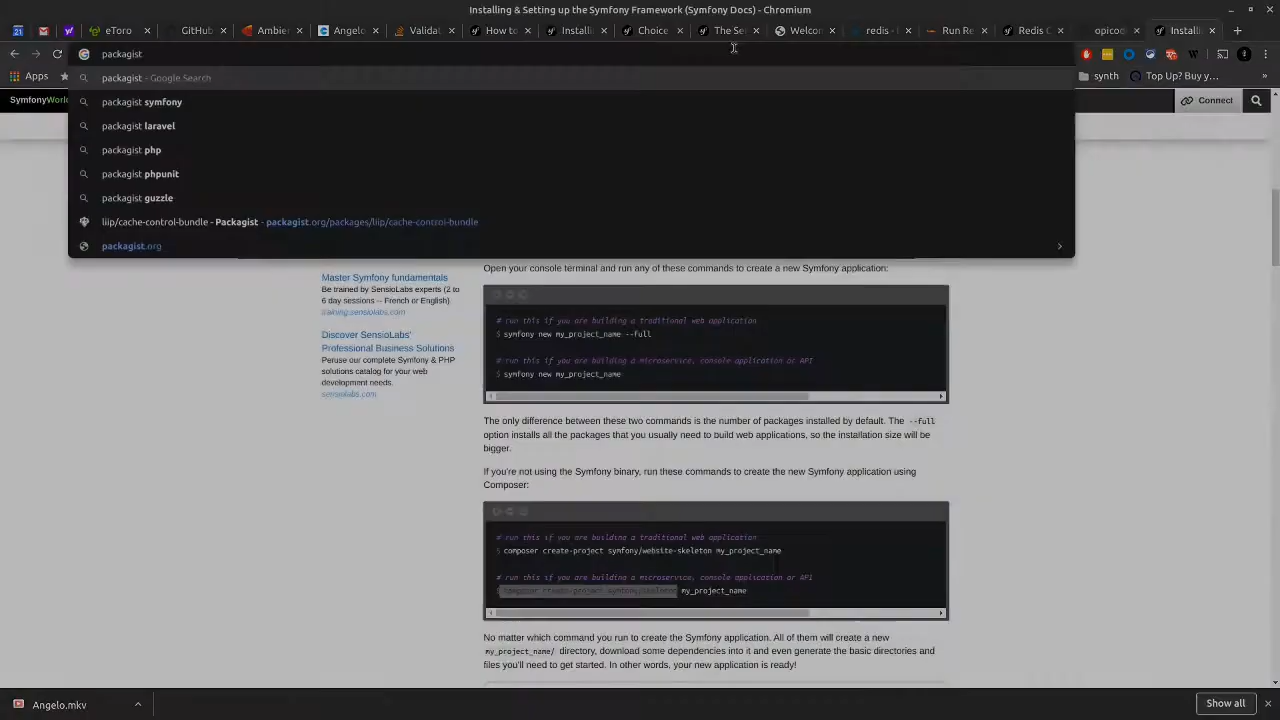 Installing & Setting up the Symfony Framework (Symfony Docs) - Chromium
eToro
GitHub
Ambier
Angelo
Validat
How to
Installi
Choice
The Se
Welcon
redis -
Run Re
Redis C
opicoo
Installi
packagist
packagist - Google Search
Apps
synth
Top Up? Buy y...
packagist symfony
SymfonyWorl
Connect
packagist laravel
packagist php
packagist phpunit
packagist guzzle
liip/cache-control-bundle - Packagist - packagist.org/packages/liip/cache-control-bundle
packagist.org
Master Symfony fundamentals
Be trained by SensioLabs experts (2 to
6 day sessions -- French or English).
training.sensiolabs.com
Discover SensioLabs'
Professional Business Solutions
Peruse our complete Symfony & PHP
solutions catalog for your web
development needs.
sensiolabs.com
Open your console terminal and run any of these commands to create a new Symfony application:
# run this if you are building a traditional web application
$ symfony new my_project_name --full
# run this if you are building a microservice, console application or API
$ symfony new my_project_name
The only difference between these two commands is the number of packages installed by default. The --full
option installs all the packages that you usually need to build web applications, so the installation size will be
bigger.
If you're not using the Symfony binary, run these commands to create the new Symfony application using
Composer:
# run this if you are building a traditional web application
$ composer create-project symfony/website-skeleton my_project_name
# run this if you are building a microservice, console application or API
$ composer create-project symfony/skeleton my_project_name
No matter which command you run to create the Symfony application. All of them will create a new
my_project_name/ directory, download some dependencies into it and even generate the basic directories and
files you'll need to get started. In other words, your new application is ready!
Angelo.mkv
Show all